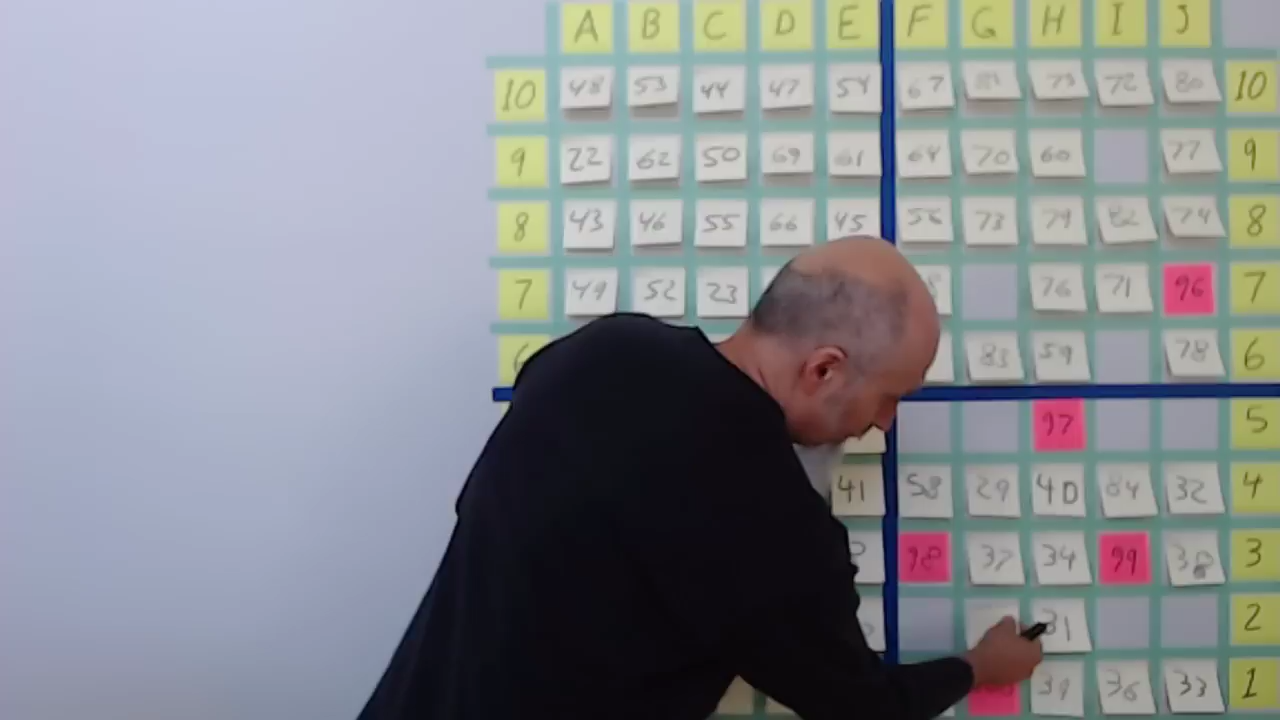 A B C D E F G H I J
10 48 53 44 47 54 67 73 72 80 10
9 22 62 50 69 61 64 70 60 77 9
8 43 46 55 66 45 56 73 79 82 74 8
7 49 52 23 76 71 96 7
6 83 59 78 6
97 5
41 58 29 40 84 32 4
98 37 34 99 38 3
31 2
39 36 33 1